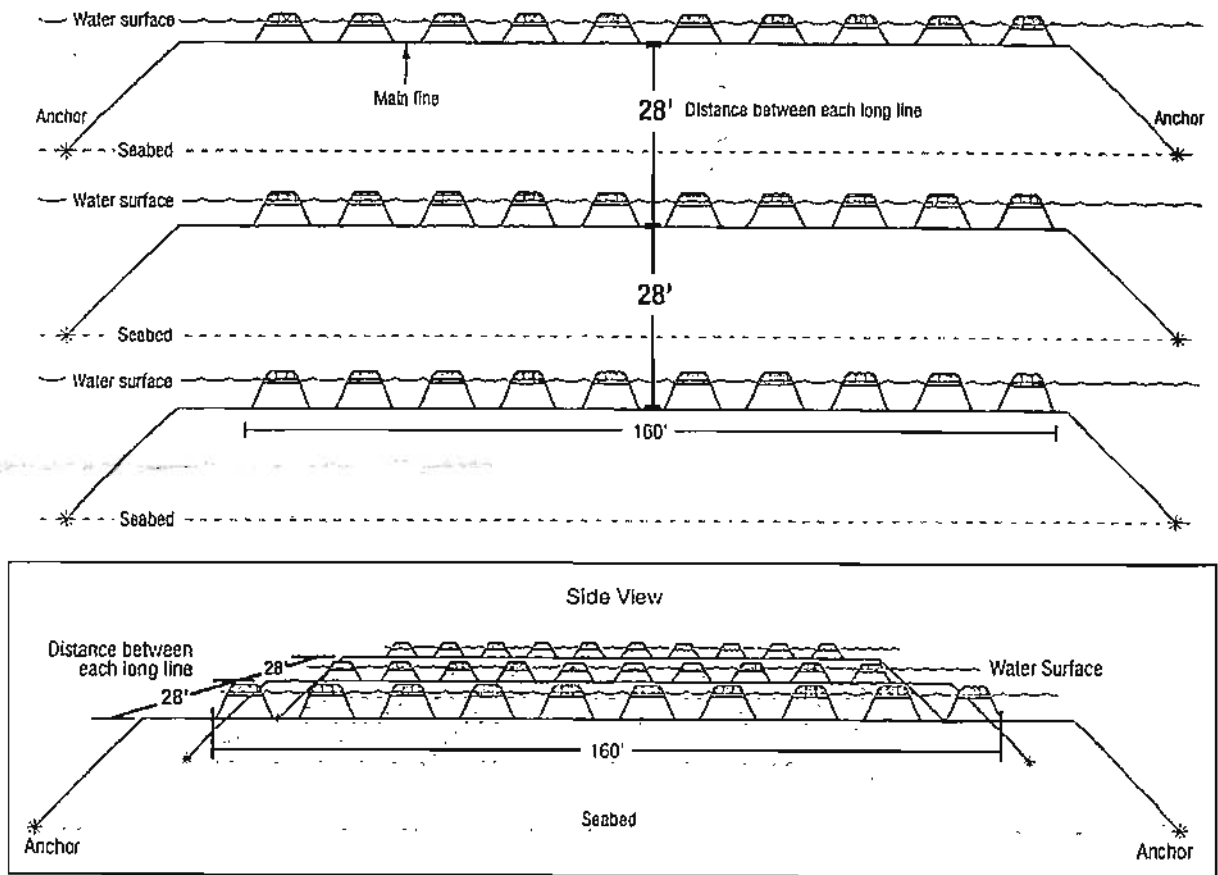 Water surface
Main line
Anchor
28' Distance between each long line
Anchor
Seabed
Water surface
28'
Seabed
Water surface
160'
Seabed
Side View
Distance between
each long line
28'
28'
Water Surface
160'
Seabed
Anchor
Anchor